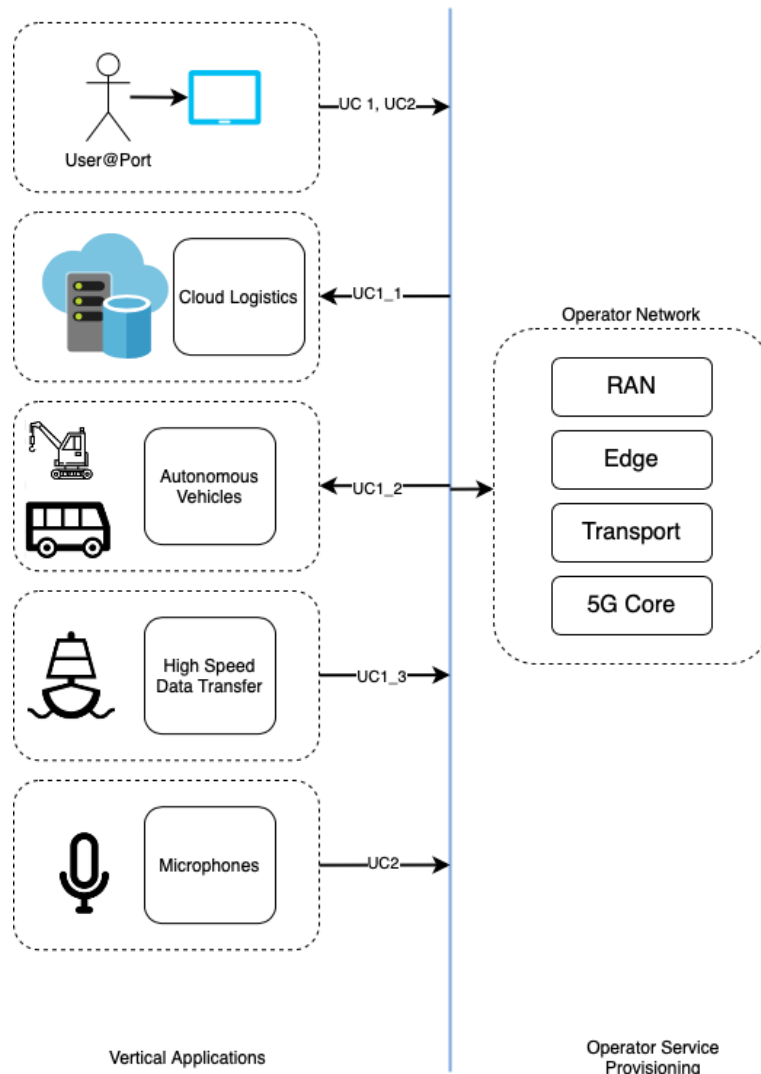 User@Port
UC 1, UC2
Cloud Logistics
UC1_1
Operator Network
RAN
Edge
Transport
5G Core
Autonomous
Vehicles
UC1_2
High Speed
Data Transfer
UC1_3
Microphones
UC2
Vertical Applications
Operator Service
Provisioning